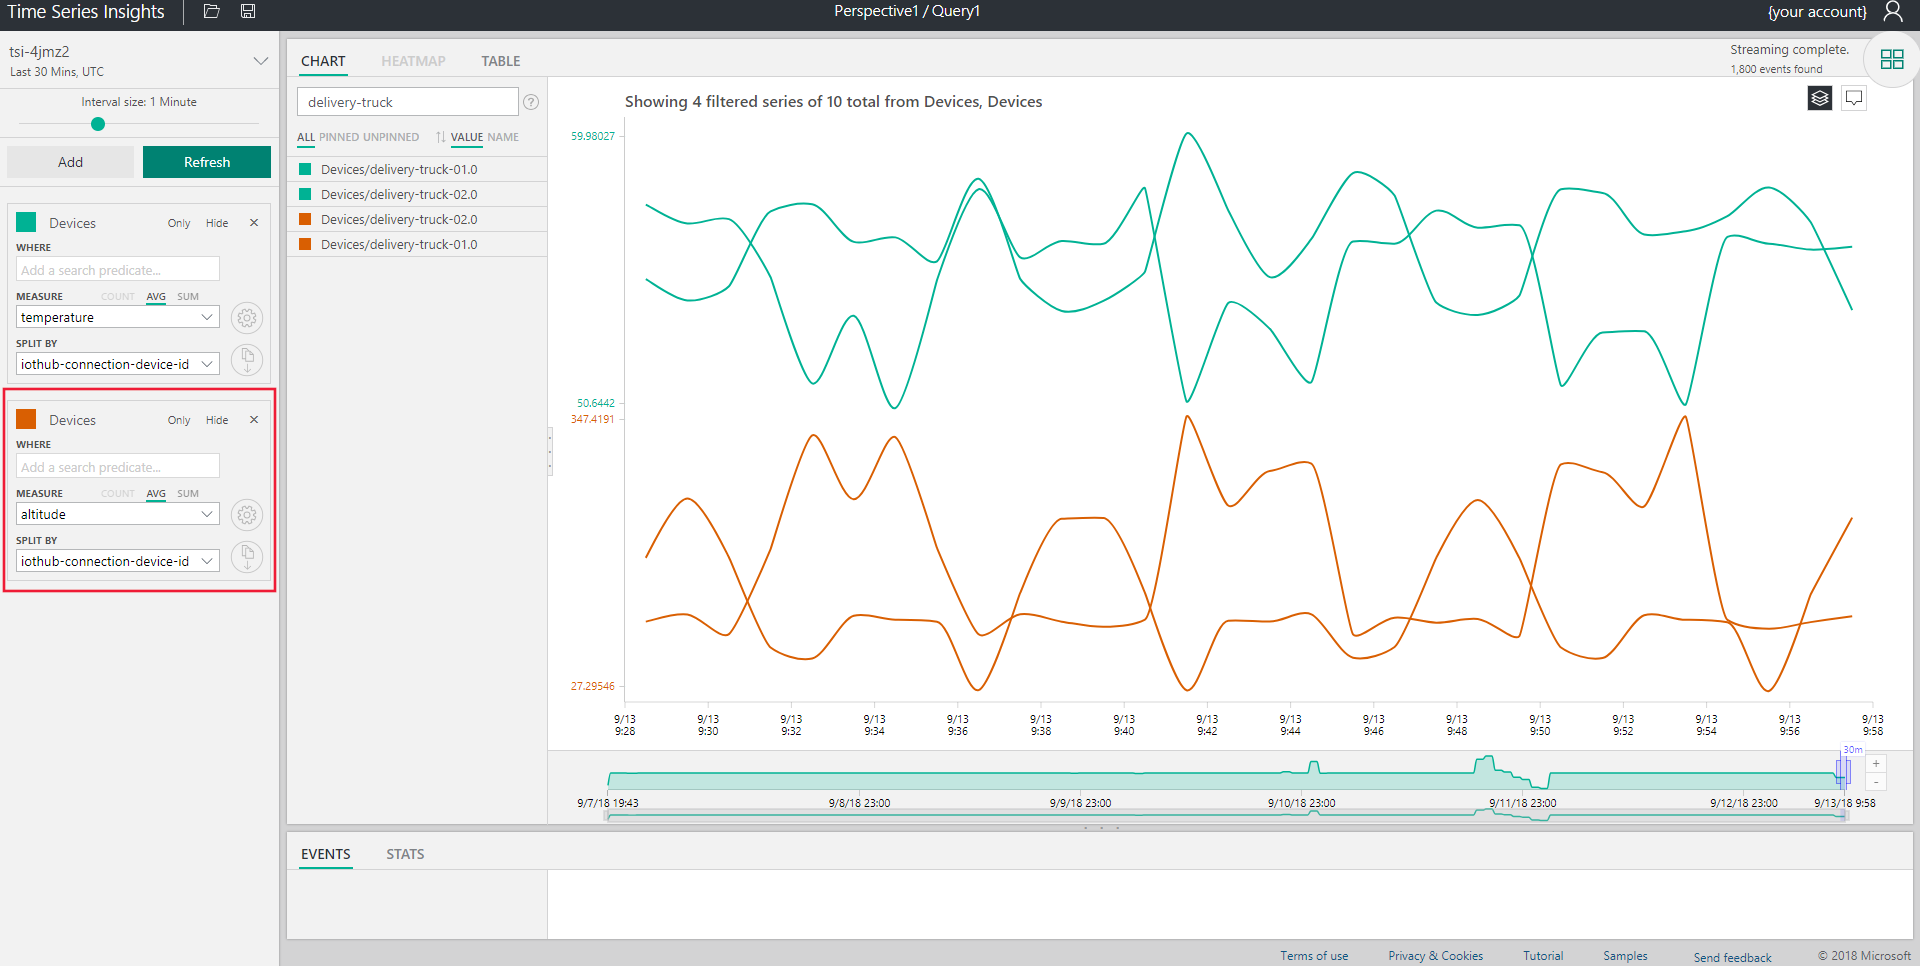 Time Series Insights
Perspective1 / Query1
{your account}
tsi-4jmz2
Last 30 Mins, UTC
Interval size: 1 Minute
Add
Refresh
Devices
Only
Hide
×
WHERE
Add a search predicate...
MEASURE
COUNT
AVG
SUM
temperature
SPLIT BY
iothub-connection-device-id
Devices
Only
Hide
×
WHERE
Add a search predicate...
MEASURE
COUNT
AVG
SUM
altitude
SPLIT BY
iothub-connection-device-id
CHART
HEATMAP
TABLE
Streaming complete.
1,800 events found
delivery-truck
?
ALL PINNED UNPINNED
VALUE NAME
Devices/delivery-truck-01.0
Devices/delivery-truck-02.0
Devices/delivery-truck-02.0
Devices/delivery-truck-01.0
Showing 4 filtered series of 10 total from Devices, Devices
59.98027
50.6442
347.4191
27.29546
9/13 9/13 9/13 9/13 9/13 9/13 9/13 9/13 9/13 9/13 9/13 9/13 9/13 9/13 9/13 9/13
9:28 9:30 9:32 9:34 9:36 9:38 9:40 9:42 9:44 9:46 9:48 9:50 9:52 9:54 9:56 9:58
30m
+
-
9/7/18 19:43
9/8/18 23:00
9/9/18 23:00
9/10/18 23:00
9/11/18 23:00
9/12/18 23:00
9/13/18 9:58
EVENTS
STATS
Terms of use
Privacy & Cookies
Tutorial
Samples
Send feedback
© 2018 Microsoft